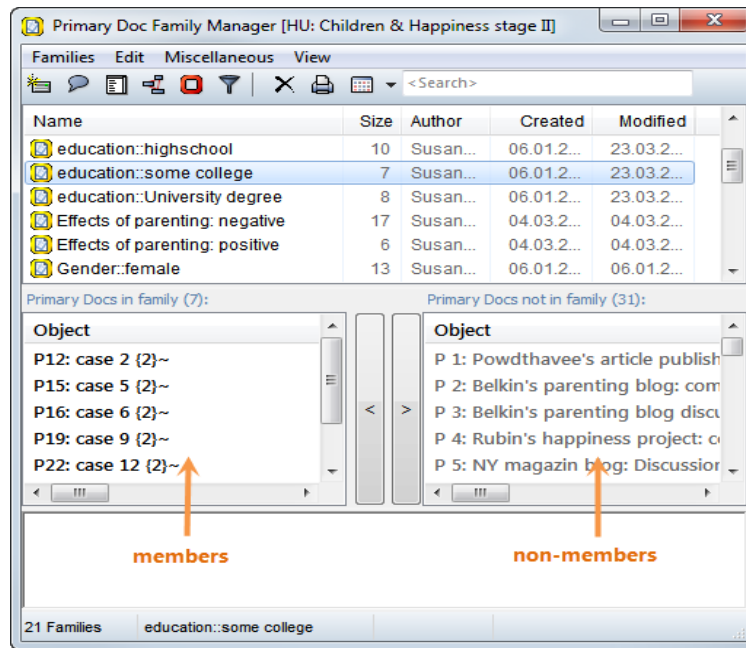 Primary Doc Family Manager [HU: Children & Happiness stage II]
Families Edit Miscellaneous View
<Search>
Name Size Author Created Modified
education::highschool 10 Susan... 06.01.2... 23.03.2...
education::some college 7 Susan... 06.01.2... 23.03.2...
education::University degree 8 Susan... 06.01.2... 23.03.2...
Effects of parenting: negative 17 Susan... 04.03.2... 04.03.2...
Effects of parenting: positive 6 Susan... 04.03.2... 04.03.2...
Gender::female 13 Susan... 06.01.2... 06.01.2...
Primary Docs in family (7): Primary Docs not in family (31):
Object Object
P12: case 2 {2}~ P 1: Powdthavee's article publish
P15: case 5 {2}~ P 2: Belkin's parenting blog: com
P16: case 6 {2}~ < > P 3: Belkin's parenting blog discu
P19: case 9 {2}~ P 4: Rubin's happiness project: c
P22: case 12 {2}~ P 5: NY magazin blog: Discussior
members non-members
21 Families education::some college